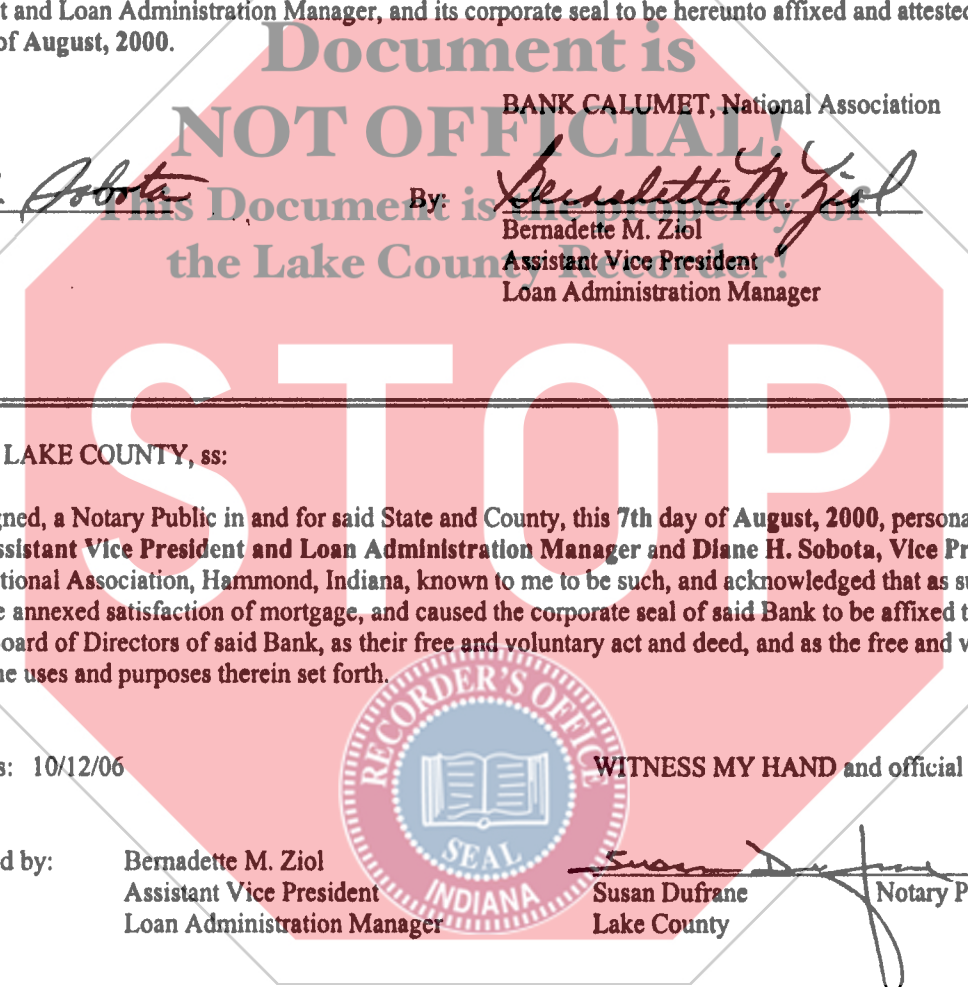 t and Loan Administration Manager, and its corporate seal to be hereunto affixed and attested
of August, 2000.
Document is
NOT OFFICIAL!
This Document is the property of
the Lake County Recorder!
BANK CALUMET, National Association
Sobota
By: Bernadette M. Ziol
Bernadette M. Ziol
Assistant Vice President
Loan Administration Manager
STOP
LAKE COUNTY, ss:
gned, a Notary Public in and for said State and County, this 7th day of August, 2000, persona
ssistant Vice President and Loan Administration Manager and Diane H. Sobota, Vice Pr
tional Association, Hammond, Indiana, known to me to be such, and acknowledged that as su
e annexed satisfaction of mortgage, and caused the corporate seal of said Bank to be affixed t
oard of Directors of said Bank, as their free and voluntary act and deed, and as the free and v
ne uses and purposes therein set forth.
RECORDER'S OFFICE
SEAL
INDIANA
s: 10/12/06
WITNESS MY HAND and official
d by: Bernadette M. Ziol
Assistant Vice President
Loan Administration Manager
Susan Dufrane
Susan Dufrane Notary P
Lake County